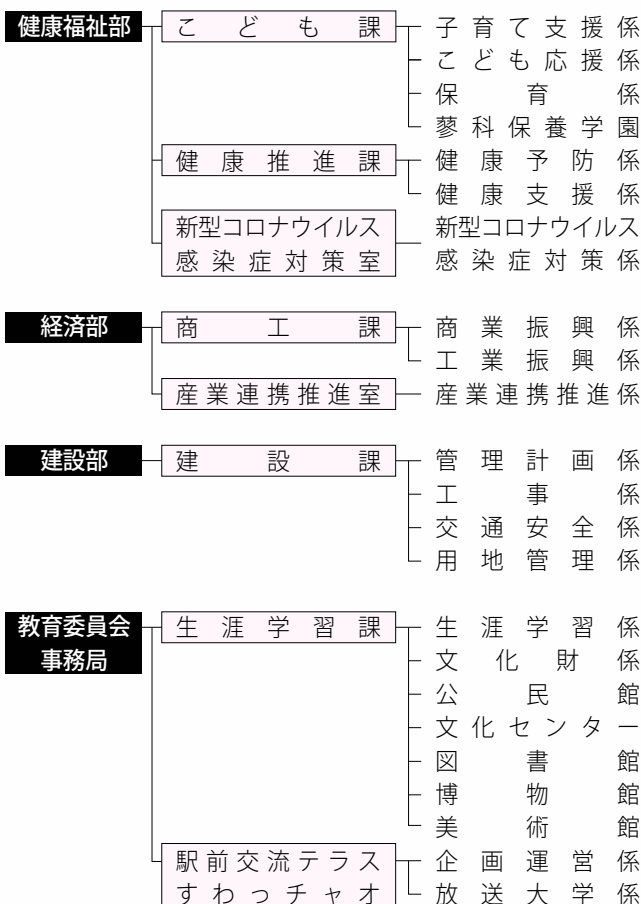 健康福祉部
こども課
子育て支援係
こども応援係
保育係
蓼科保養学園
健康推進課
健康予防係
健康支援係
新型コロナウイルス
感染症対策室
新型コロナウイルス
感染症対策係
経済部
商工課
商業振興係
工業振興係
産業連携推進室
産業連携推進係
建設部
建設課
管理計画係
工事係
交通安全係
用地管理係
教育委員会
事務局
生涯学習課
生涯学習係
文化財係
公民館
文化センター
図書館
博物館
美術館
駅前交流テラス
すわっチャオ
企画運営係
放送大学係